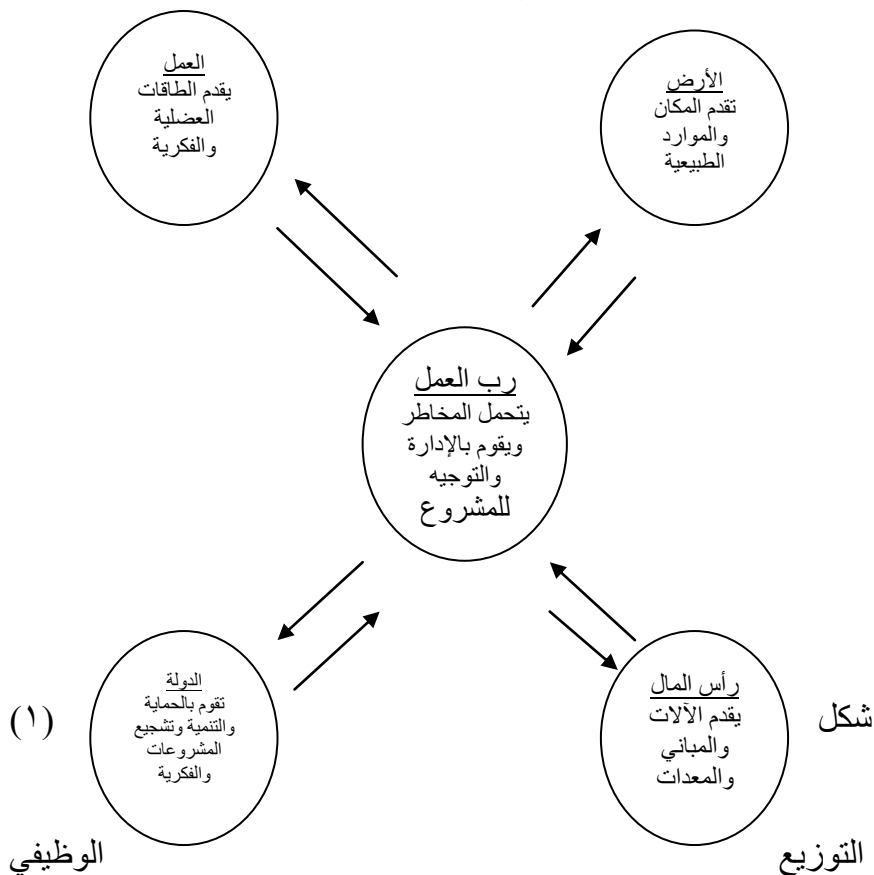 الأرض
تقدم المكان
والموارد
الطبيعية
العمل
يقدم الطاقات
العضلية
والفكرية
رب العمل
يتحمل المخاطر
ويقوم بالإدارة
والتوجيه
للمشروع
رأس المال
يقدم الآلات
والمباني
والمعدات
الدولة
تقوم بالحماية
والتنمية وتشجيع
المشروعات
والفكرية
شكل (١)
التوزيع الوظيفي